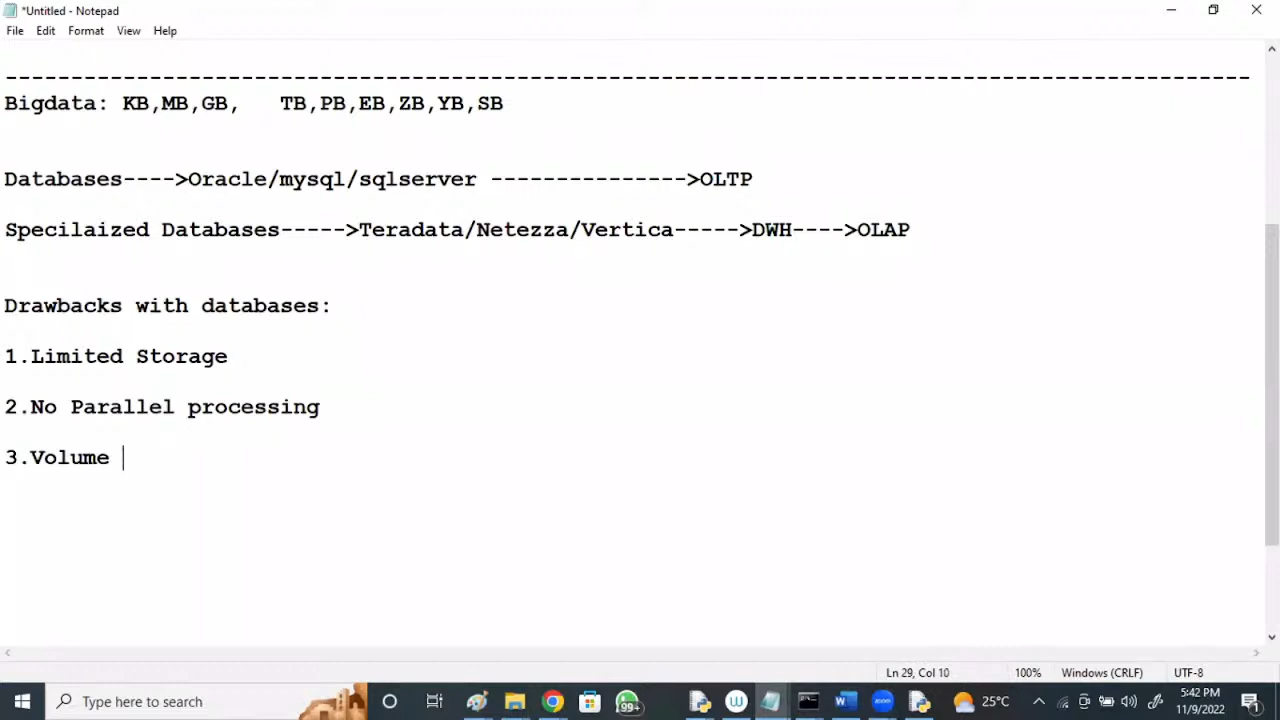 *Untitled - Notepad
File Edit Format View Help
-----------------------------------------------------------------------------------------------
Bigdata: KB,MB,GB,   TB,PB,EB,ZB,YB,SB
Databases---->Oracle/mysql/sqlserver --------------->OLTP
Specilaized Databases----->Teradata/Netezza/Vertica----->DWH---->OLAP
Drawbacks with databases:
1.Limited Storage
2.No Parallel processing
3.Volume
Ln 29, Col 10 100% Windows (CRLF) UTF-8
Type here to search 99+ zoom 25°C 5:42 PM
11/9/2022 1